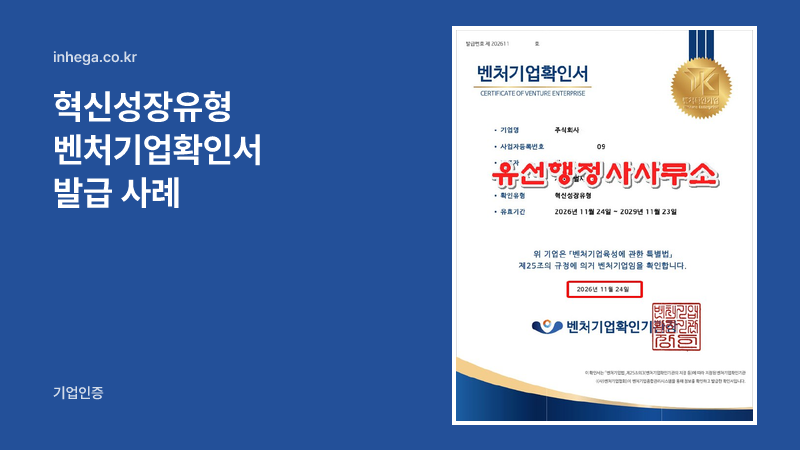 inhega.co.kr
혁신성장유형
벤처기업확인서
발급 사례
기업인증
발급번호 제 202611 호
벤처기업확인서
CERTIFICATE OF VENTURE ENTERPRISE
• 기업명 주식회사
• 사업자등록번호 09
유선행정사사무소
• 확인유형 혁신성장유형
• 유효기간 2026년 11월 24일 ~ 2029년 11월 23일
위 기업은 「벤처기업육성에 관한 특별법」
제25조의 규정에 의거 벤처기업임을 확인합니다.
2026년 11월 24일
벤처기업확인기관장